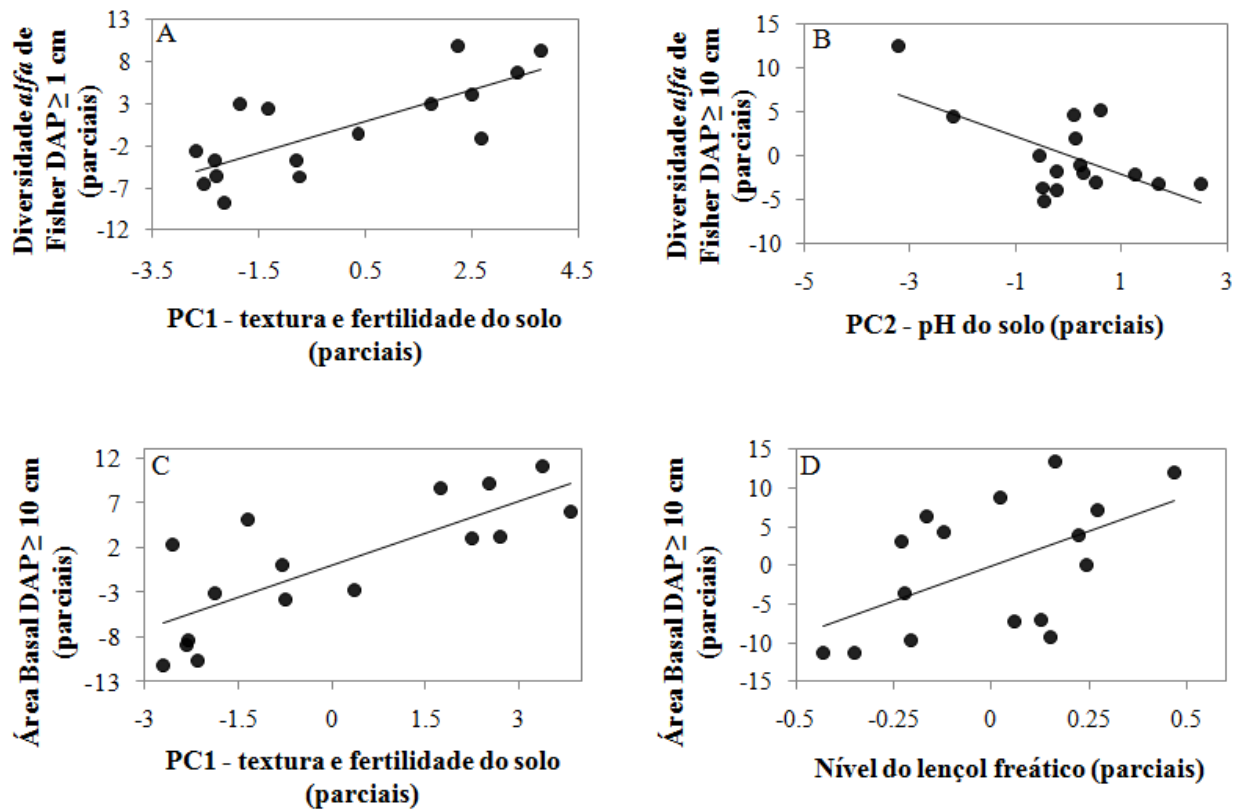 A
Diversidade alfa de
Fisher DAP ≥ 1 cm
(parciais)
13
8
3
-2
-7
-12
-3.5
-1.5
0.5
2.5
4.5
PC1 - textura e fertilidade do solo
(parciais)
B
Diversidade alfa de
Fisher DAP ≥ 10 cm
(parciais)
15
10
5
0
-5
-10
-5
-3
-1
1
3
PC2 - pH do solo (parciais)
C
Área Basal DAP ≥ 10 cm
(parciais)
12
7
2
-3
-8
-13
-3
-1.5
0
1.5
3
PC1 - textura e fertilidade do solo
(parciais)
D
Área Basal DAP ≥ 10 cm
(parciais)
15
10
5
0
-5
-10
-15
-0.5
-0.25
0
0.25
0.5
Nível do lençol freático (parciais)